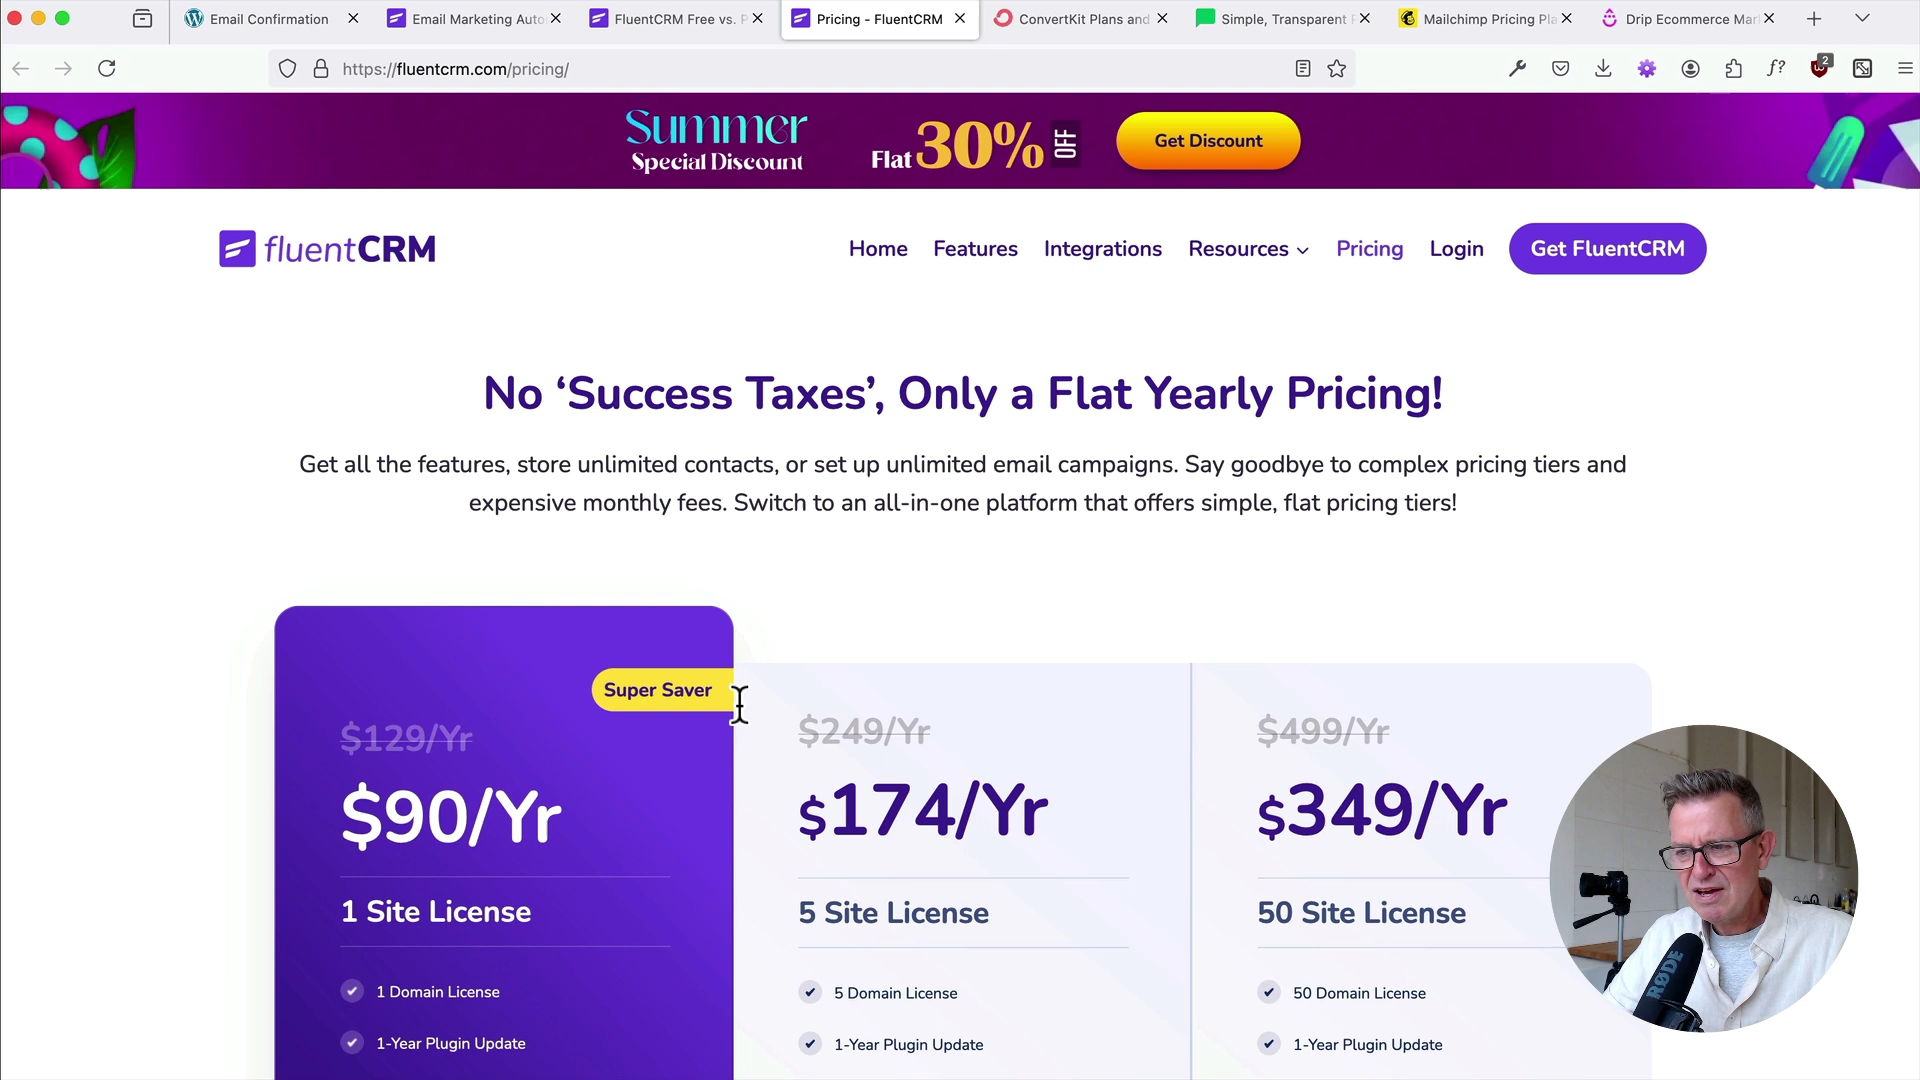 Email Confirmation
Email Marketing Auto
FluentCRM Free vs. P
Pricing - FluentCRM
ConvertKit Plans and
Simple, Transparent P
Mailchimp Pricing Pla
Drip Ecommerce Mar
https://fluentcrm.com/pricing/
f?
2
Summer
Special Discount
Flat 30% OFF
Get Discount
fluentCRM
Home
Features
Integrations
Resources
Pricing
Login
Get FluentCRM
No ‘Success Taxes’, Only a Flat Yearly Pricing!
Get all the features, store unlimited contacts, or set up unlimited email campaigns. Say goodbye to complex pricing tiers and
expensive monthly fees. Switch to an all-in-one platform that offers simple, flat pricing tiers!
Super Saver
$129/Yr
$90/Yr
1 Site License
1 Domain License
1-Year Plugin Update
$249/Yr
$174/Yr
5 Site License
5 Domain License
1-Year Plugin Update
$499/Yr
$349/Yr
50 Site License
50 Domain License
1-Year Plugin Update
RØDE